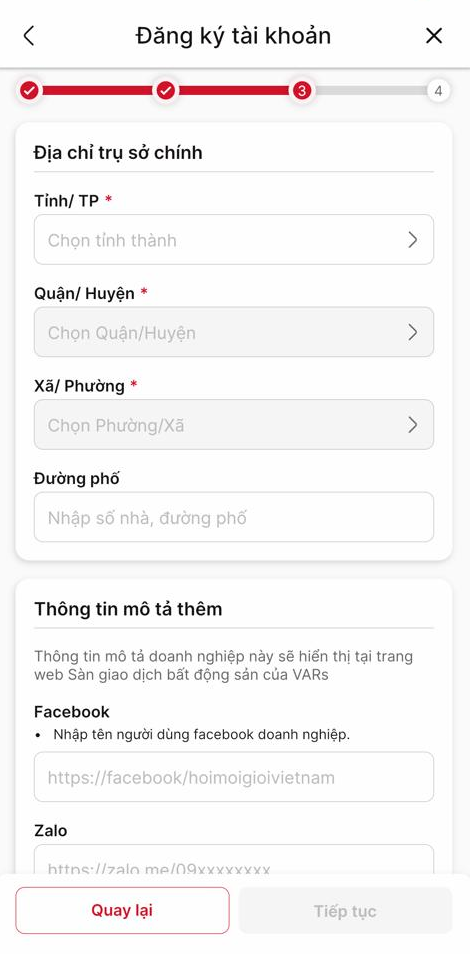 Đăng ký tài khoản
3
4
Địa chỉ trụ sở chính
Tỉnh/ TP *
Chọn tỉnh thành
Quận/ Huyện *
Chọn Quận/Huyện
Xã/ Phường *
Chọn Phường/Xã
Đường phố
Nhập số nhà, đường phố
Thông tin mô tả thêm
Thông tin mô tả doanh nghiệp này sẽ hiển thị tại trang
web Sàn giao dịch bất động sản của VARs
Facebook
• Nhập tên người dùng facebook doanh nghiệp.
https://facebook/hoimoigioivietnam
Zalo
https://zalo.me/09xxxxxxxx
Quay lại
Tiếp tục